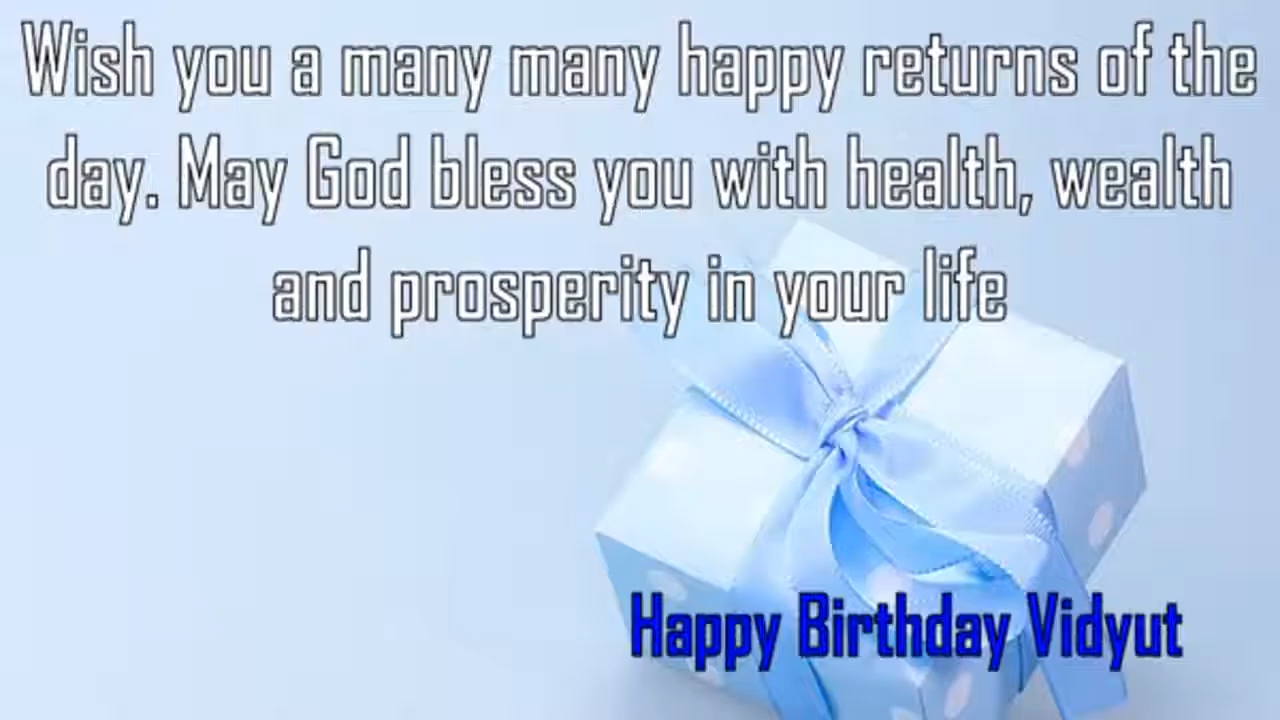 Wish you a many many happy returns of the
day. May God bless you with health, wealth
and prosperity in your life
Happy Birthday Vidyut